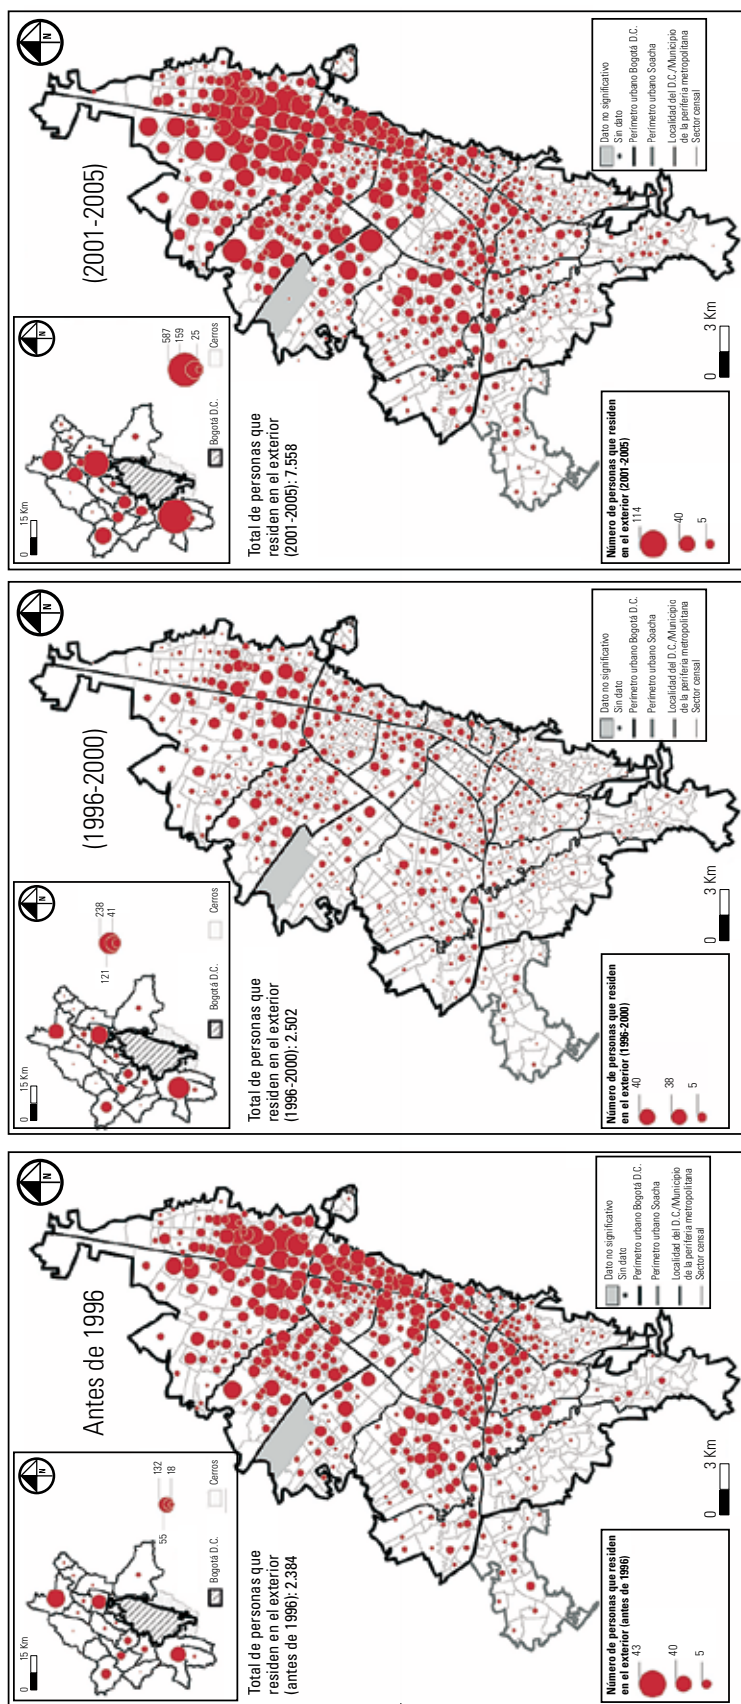 (2001-2005)
N
N
0
15 Km
587
159
25
Bogotá D.C.
Cerros
Total de personas que
residen en el exterior
(2001-2005): 7.558
Número de personas que residen
en el exterior (2001-2005)
114
40
5
0
3 Km
Dato no significativo
Sin dato
Perímetro urbano Bogotá D.C.
Perímetro urbano Soacha
Localidad del D.C./Municipio
de la periferia metropolitana
Sector censal
(1996-2000)
N
N
0
15 Km
121
238
41
Bogotá D.C.
Cerros
Total de personas que
residen en el exterior
(1996-2000): 2.502
Número de personas que residen
en el exterior (1996-2000)
40
38
5
0
3 Km
Dato no significativo
Sin dato
Perímetro urbano Bogotá D.C.
Perímetro urbano Soacha
Localidad del D.C./Municipio
de la periferia metropolitana
Sector censal
Antes de 1996
N
N
0
15 Km
55
132
18
Bogotá D.C.
Cerros
Total de personas que
residen en el exterior
(antes de 1996): 2.384
Número de personas que residen
en el exterior (antes de 1996)
43
40
5
0
3 Km
Dato no significativo
Sin dato
Perímetro urbano Bogotá D.C.
Perímetro urbano Soacha
Localidad del D.C./Municipio
de la periferia metropolitana
Sector censal